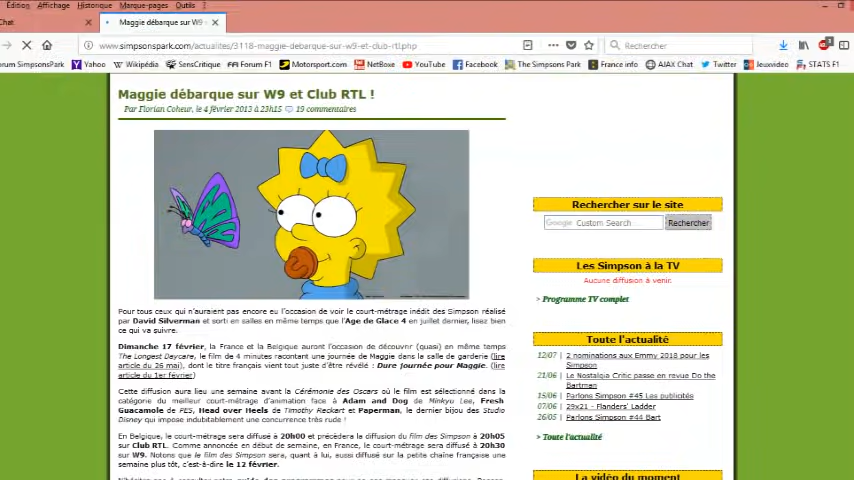 Édition Affichage Historique Marque-pages Outils
Chat
Maggie débarque sur W9
www.simpsonspark.com/actualites/3118-maggie-debarque-sur-w9-et-club-rtl.php
Rechercher
orum SimpsonsPark Yahoo Wikipédia SensCritique Forum F1 Motorsport.com NetBoxe YouTube Facebook The Simpsons Park France info AJAX Chat Twitter Jeuxvideo STATS F1
Maggie débarque sur W9 et Club RTL !
Par Florian Coheur, le 4 février 2013 à 23h15 19 commentaires
Pour tous ceux qui n'auraient pas encore eu l'occasion de voir le court-métrage inédit des Simpson réalisé
par David Silverman et sorti en salles en même temps que l'Age de Glace 4 en juillet dernier, lisez bien
ce qui va suivre.
Dimanche 17 février, la France et la Belgique auront l'occasion de découvrir (quasi) en même temps
The Longest Daycare, le film de 4 minutes racontant une journée de Maggie dans la salle de garderie (lire
article du 26 mai), dont le titre français vient tout juste d'être révélé : Dure journée pour Maggie. (lire
article du 1er février)
Cette diffusion aura lieu une semaine avant la Cérémonie des Oscars où le film est sélectionné dans la
catégorie du meilleur court-métrage d'animation face à Adam and Dog de Minkyu Lee, Fresh
Guacamole de PES, Head over Heels de Timothy Reckart et Paperman, le dernier bijou des Studio
Disney qui impose indubitablement une concurrence très rude !
En Belgique, le court-métrage sera diffusé à 20h00 et précèdera la diffusion du film des Simpson à 20h05
sur Club RTL. Comme annoncée en début de semaine, en France, le court-métrage sera diffusé à 20h30
sur W9. Notons que le film des Simpson sera, quant à lui, aussi diffusé sur la petite chaîne française une
semaine plus tôt, c'est-à-dire le 12 février.
Rechercher sur le site
Google Custom Search Rechercher
Les Simpson à la TV
Aucune diffusion à venir.
> Programme TV complet
Toute l'actualité
12/07 | 2 nominations aux Emmy 2018 pour les
Simpson
21/06 | Le Nostalgia Critic passe en revue Do the
Bartman
15/06 | Parlons Simpson #45 Les publicités
07/06 | 29x21 - Flanders' Ladder
26/05 | Parlons Simpson #44 Bart
> Toute l'actualité
La vidéo du moment